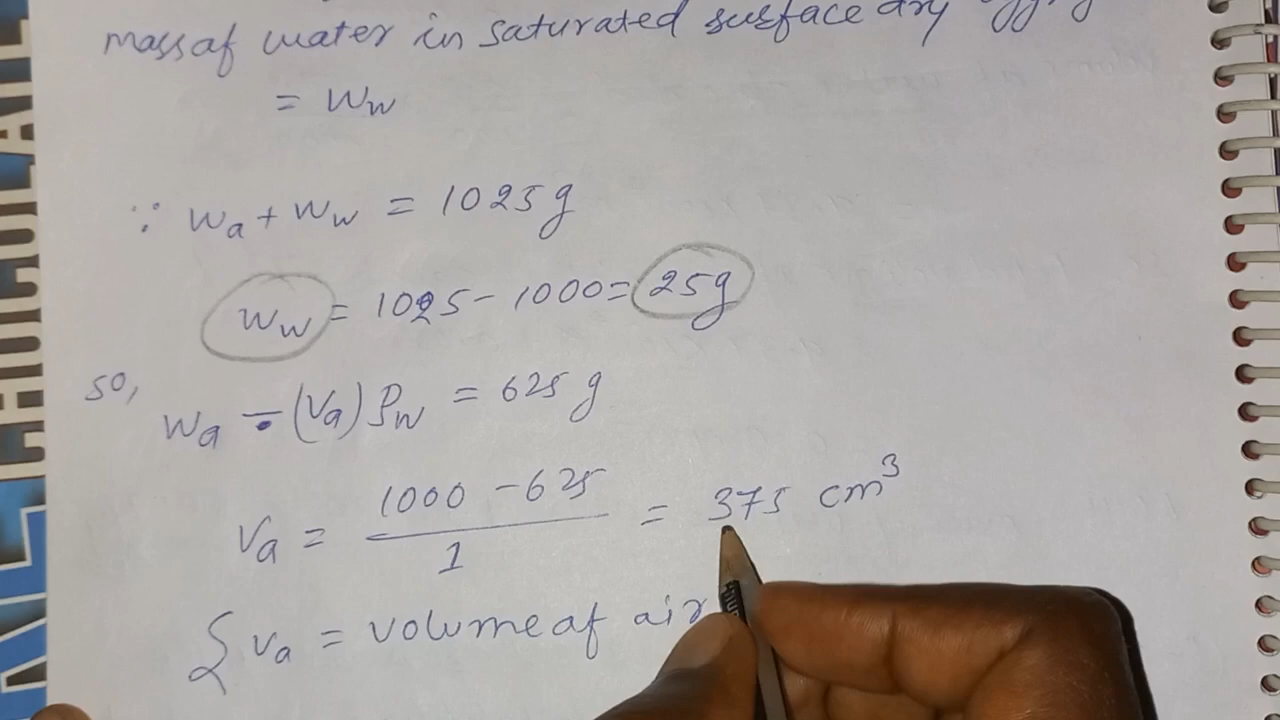 mass of water in saturated surface dry
= Ww
∵ Wa + Ww = 1025g
Ww = 1025 - 1000 = 25g
so,
Wa - (Va) ρw = 625 g
Va = (1000 - 625) / 1 = 375 cm³
{ Va = volume of air